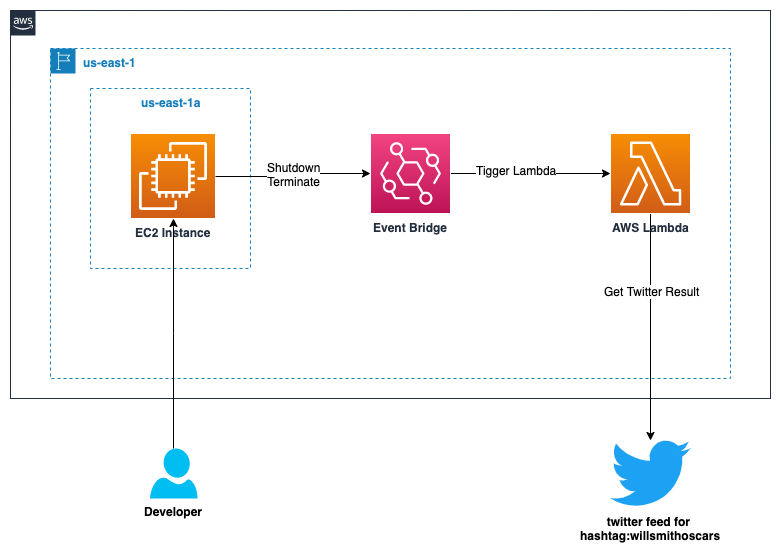 aws
us-east-1
us-east-1a
Shutdown
Terminate
Tigger Lambda
EC2 Instance
Event Bridge
AWS Lambda
Get Twitter Result
Developer
twitter feed for
hashtag:willsmithoscars